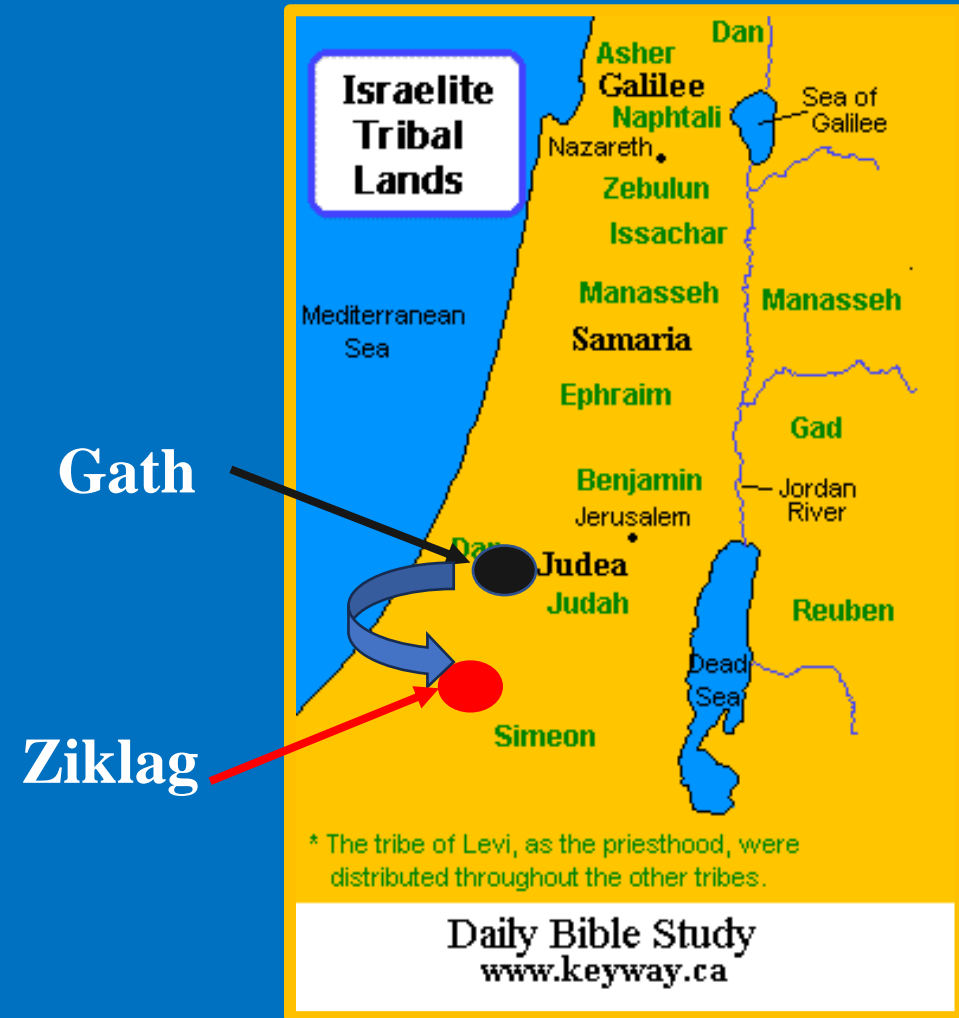 Dan
Asher
Israelite
Tribal
Lands
Galilee
Naphtali
Sea of
Galilee
Nazareth
Zebulun
Issachar
Manasseh
Manasseh
Mediterranean
Sea
Samaria
Ephraim
Gad
Gath
Benjamin
Jordan
River
Jerusalem
Dan
Judea
Judah
Reuben
Dead
Sea
Simeon
Ziklag
* The tribe of Levi, as the priesthood, were
distributed throughout the other tribes.
Daily Bible Study
www.keyway.ca